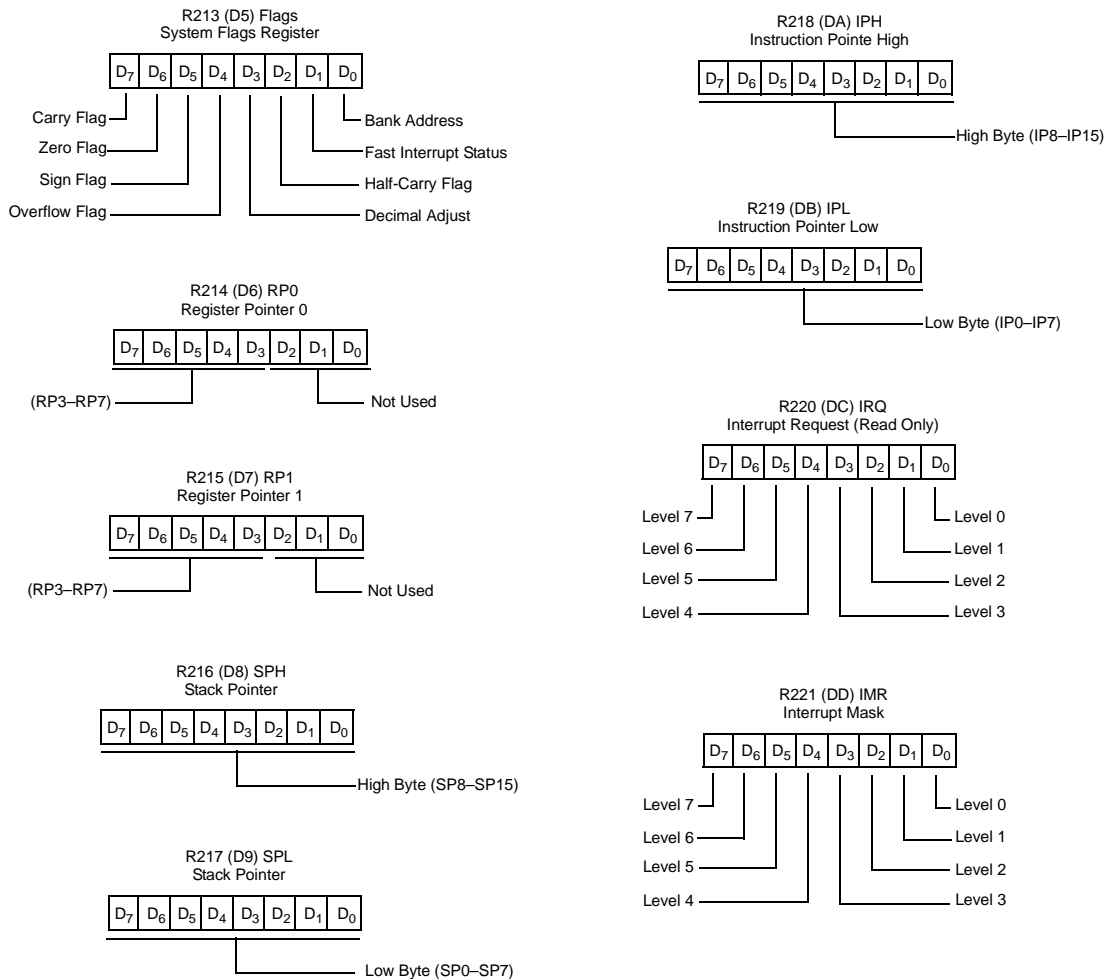 R213 (D5) Flags
System Flags Register
D7 D6 D5 D4 D3 D2 D1 D0
Carry Flag
Zero Flag
Sign Flag
Overflow Flag
Bank Address
Fast Interrupt Status
Half-Carry Flag
Decimal Adjust
R214 (D6) RP0
Register Pointer 0
D7 D6 D5 D4 D3 D2 D1 D0
(RP3–RP7)
Not Used
R215 (D7) RP1
Register Pointer 1
D7 D6 D5 D4 D3 D2 D1 D0
(RP3–RP7)
Not Used
R216 (D8) SPH
Stack Pointer
D7 D6 D5 D4 D3 D2 D1 D0
High Byte (SP8–SP15)
R217 (D9) SPL
Stack Pointer
D7 D6 D5 D4 D3 D2 D1 D0
Low Byte (SP0–SP7)
R218 (DA) IPH
Instruction Pointe High
D7 D6 D5 D4 D3 D2 D1 D0
High Byte (IP8–IP15)
R219 (DB) IPL
Instruction Pointer Low
D7 D6 D5 D4 D3 D2 D1 D0
Low Byte (IP0–IP7)
R220 (DC) IRQ
Interrupt Request (Read Only)
D7 D6 D5 D4 D3 D2 D1 D0
Level 7
Level 6
Level 5
Level 4
Level 0
Level 1
Level 2
Level 3
R221 (DD) IMR
Interrupt Mask
D7 D6 D5 D4 D3 D2 D1 D0
Level 7
Level 6
Level 5
Level 4
Level 0
Level 1
Level 2
Level 3